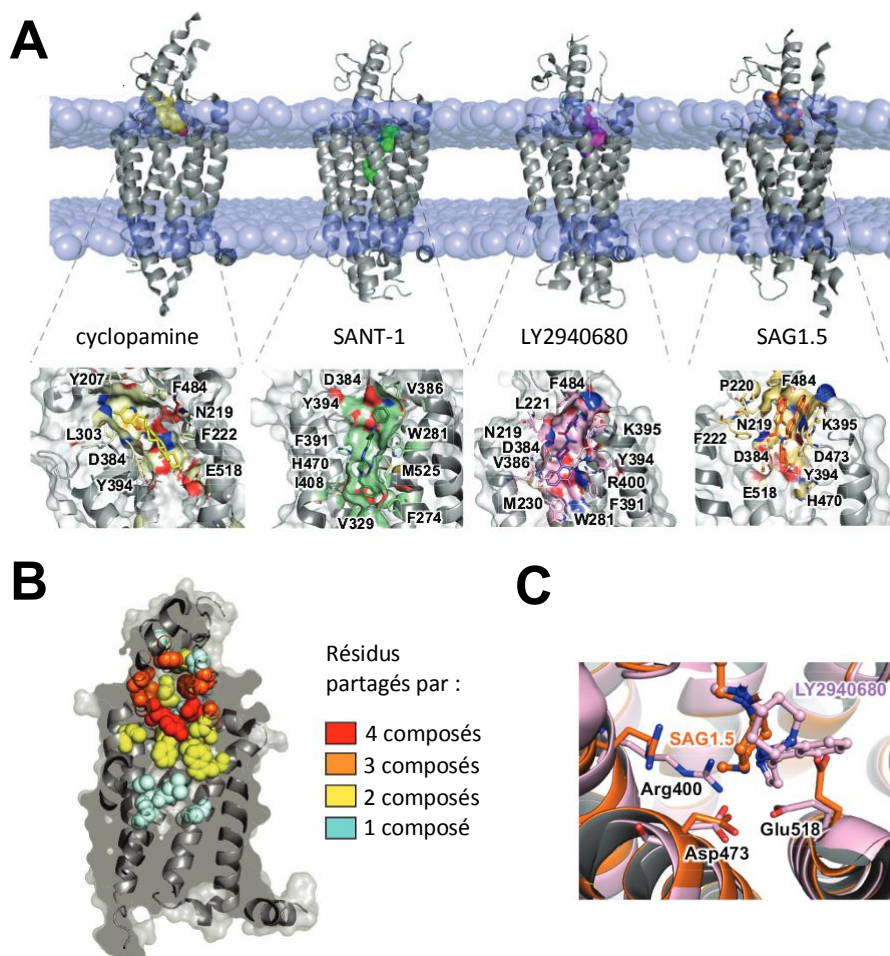 A
cyclopamine
SANT-1
LY2940680
SAG1.5
Y207
F484
N219
L303
F222
D384
E518
Y394
D384
V386
Y394
F391
W281
H470
I408
M525
V329
F274
F484
L221
N219
K395
D384
V386
Y394
R400
M230
F391
W281
P220
F484
N219
K395
F222
D384
D473
Y394
E518
H470
B
Résidus
partagés par :
4 composés
3 composés
2 composés
1 composé
C
LY2940680
SAG1.5
Arg400
Glu518
Asp473